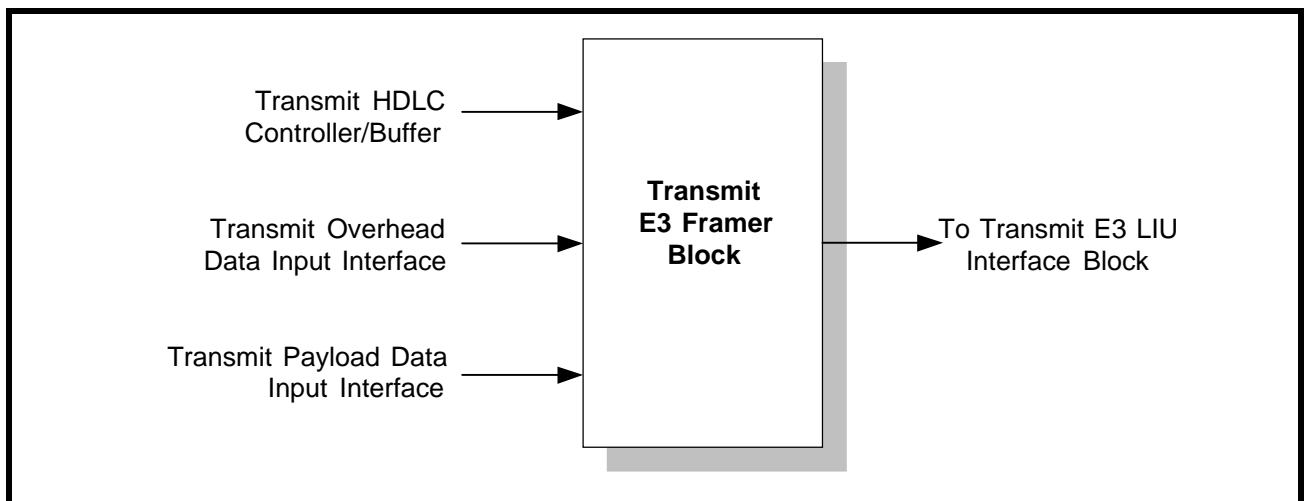 Transmit HDLC
Controller/Buffer
Transmit Overhead
Data Input Interface
Transmit Payload Data
Input Interface
Transmit
E3 Framer
Block
To Transmit E3 LIU
Interface Block